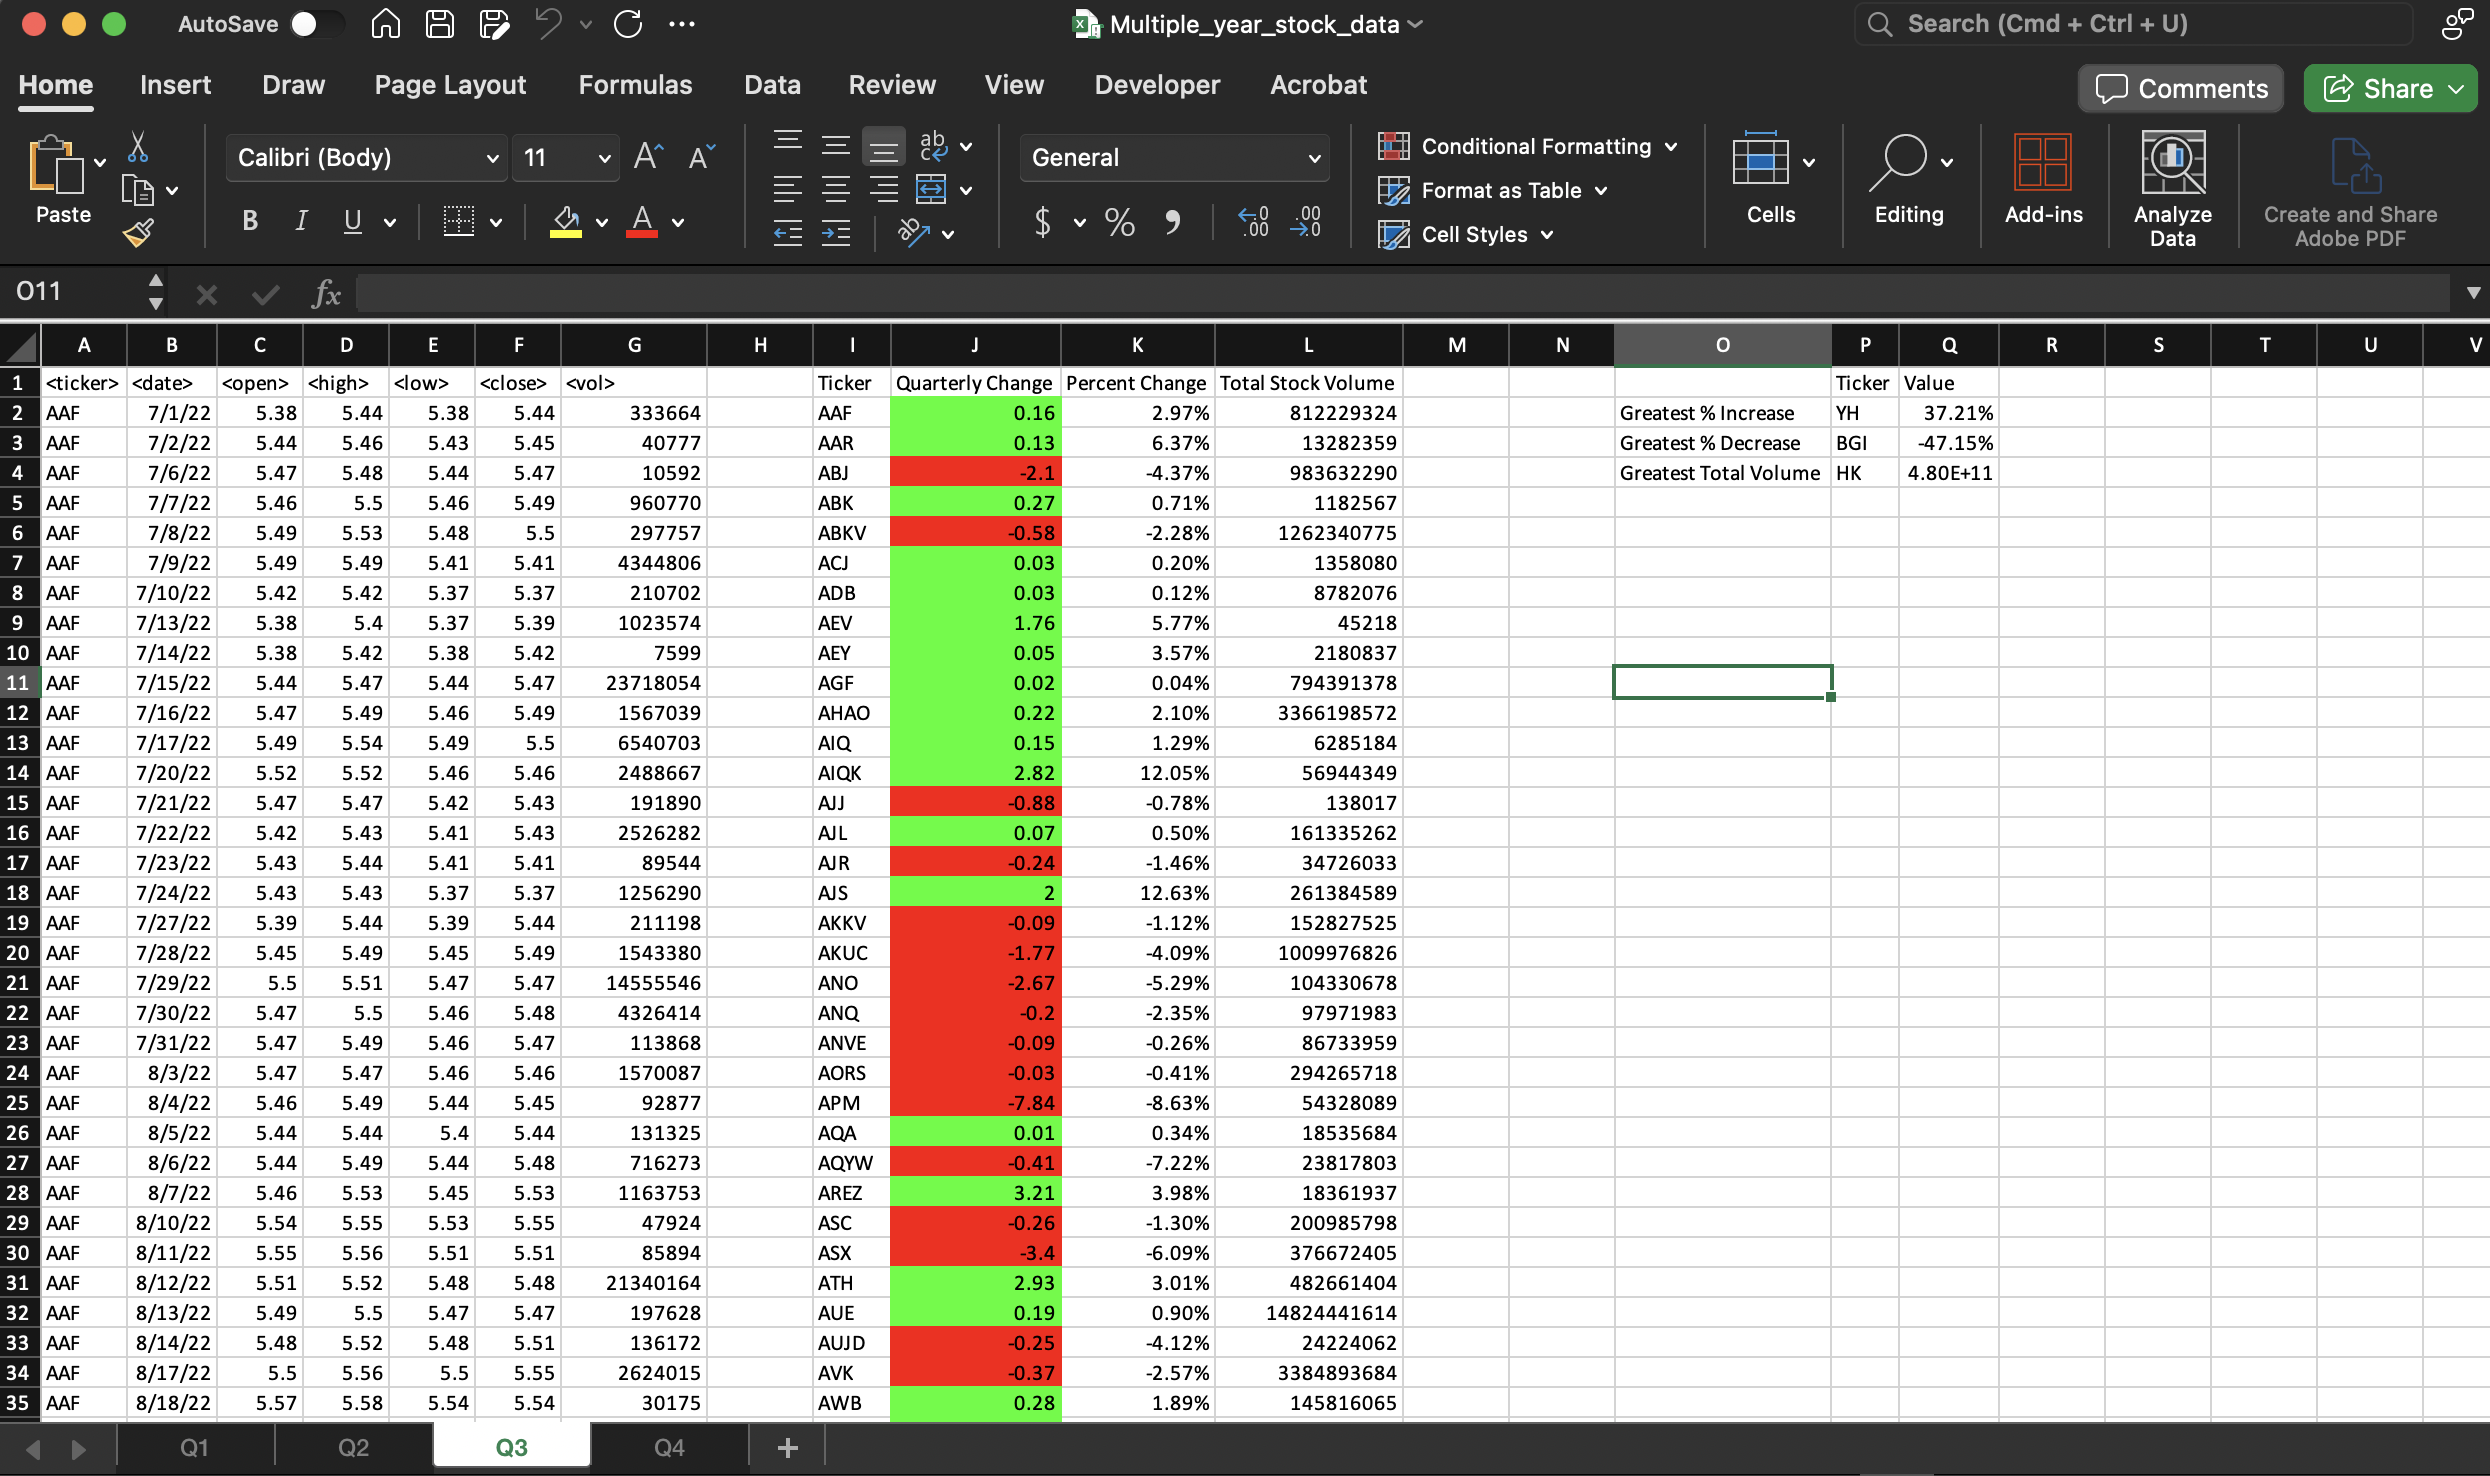 AutoSave
Multiple_year_stock_data
Search (Cmd + Ctrl + U)
Home Insert Draw Page Layout Formulas Data Review View Developer Acrobat
Comments Share
Paste
Calibri (Body) 11
General
Conditional Formatting
Format as Table
Cell Styles
Cells
Editing
Add-ins
Analyze Data
Create and Share Adobe PDF
O11 fx
A B C D E F G H I J K L M N O P Q R S T U V
1 <ticker> <date> <open> <high> <low> <close> <vol> Ticker Quarterly Change Percent Change Total Stock Volume Ticker Value
2 AAF 7/1/22 5.38 5.44 5.38 5.44 333664 AAF 0.16 2.97% 812229324 Greatest % Increase YH 37.21%
3 AAF 7/2/22 5.44 5.46 5.43 5.45 40777 AAR 0.13 6.37% 13282359 Greatest % Decrease BGI -47.15%
4 AAF 7/6/22 5.47 5.48 5.44 5.47 10592 ABJ -2.1 -4.37% 983632290 Greatest Total Volume HK 4.80E+11
5 AAF 7/7/22 5.46 5.5 5.46 5.49 960770 ABK 0.27 0.71% 1182567
6 AAF 7/8/22 5.49 5.53 5.48 5.5 297757 ABKV -0.58 -2.28% 1262340775
7 AAF 7/9/22 5.49 5.49 5.41 5.41 4344806 ACJ 0.03 0.20% 1358080
8 AAF 7/10/22 5.42 5.42 5.37 5.37 210702 ADB 0.03 0.12% 8782076
9 AAF 7/13/22 5.38 5.4 5.37 5.39 1023574 AEV 1.76 5.77% 45218
10 AAF 7/14/22 5.38 5.42 5.38 5.42 7599 AEY 0.05 3.57% 2180837
11 AAF 7/15/22 5.44 5.47 5.44 5.47 23718054 AGF 0.02 0.04% 794391378
12 AAF 7/16/22 5.47 5.49 5.46 5.49 1567039 AHAO 0.22 2.10% 3366198572
13 AAF 7/17/22 5.49 5.54 5.49 5.5 6540703 AIQ 0.15 1.29% 6285184
14 AAF 7/20/22 5.52 5.52 5.46 5.46 2488667 AIQK 2.82 12.05% 56944349
15 AAF 7/21/22 5.47 5.47 5.42 5.43 191890 AJJ -0.88 -0.78% 138017
16 AAF 7/22/22 5.42 5.43 5.41 5.43 2526282 AJL 0.07 0.50% 161335262
17 AAF 7/23/22 5.43 5.44 5.41 5.41 89544 AJR -0.24 -1.46% 34726033
18 AAF 7/24/22 5.43 5.43 5.37 5.37 1256290 AJS 2 12.63% 261384589
19 AAF 7/27/22 5.39 5.44 5.39 5.44 211198 AKKV -0.09 -1.12% 152827525
20 AAF 7/28/22 5.45 5.49 5.45 5.49 1543380 AKUC -1.77 -4.09% 1009976826
21 AAF 7/29/22 5.5 5.51 5.47 5.47 14555546 ANO -2.67 -5.29% 104330678
22 AAF 7/30/22 5.47 5.5 5.46 5.48 4326414 ANQ -0.2 -2.35% 97971983
23 AAF 7/31/22 5.47 5.49 5.46 5.47 113868 ANVE -0.09 -0.26% 86733959
24 AAF 8/3/22 5.47 5.47 5.46 5.46 1570087 AORS -0.03 -0.41% 294265718
25 AAF 8/4/22 5.46 5.49 5.44 5.45 92877 APM -7.84 -8.63% 54328089
26 AAF 8/5/22 5.44 5.44 5.4 5.44 131325 AQA 0.01 0.34% 18535684
27 AAF 8/6/22 5.44 5.49 5.44 5.48 716273 AQYW -0.41 -7.22% 23817803
28 AAF 8/7/22 5.46 5.53 5.45 5.53 1163753 AREZ 3.21 3.98% 18361937
29 AAF 8/10/22 5.54 5.55 5.53 5.55 47924 ASC -0.26 -1.30% 200985798
30 AAF 8/11/22 5.55 5.56 5.51 5.51 85894 ASX -3.4 -6.09% 376672405
31 AAF 8/12/22 5.51 5.52 5.48 5.48 21340164 ATH 2.93 3.01% 482661404
32 AAF 8/13/22 5.49 5.5 5.47 5.47 197628 AUE 0.19 0.90% 14824441614
33 AAF 8/14/22 5.48 5.52 5.48 5.51 136172 AUJD -0.25 -4.12% 24224062
34 AAF 8/17/22 5.5 5.56 5.5 5.55 2624015 AVK -0.37 -2.57% 3384893684
35 AAF 8/18/22 5.57 5.58 5.54 5.54 30175 AWB 0.28 1.89% 145816065
Q1 Q2 Q3 Q4 +